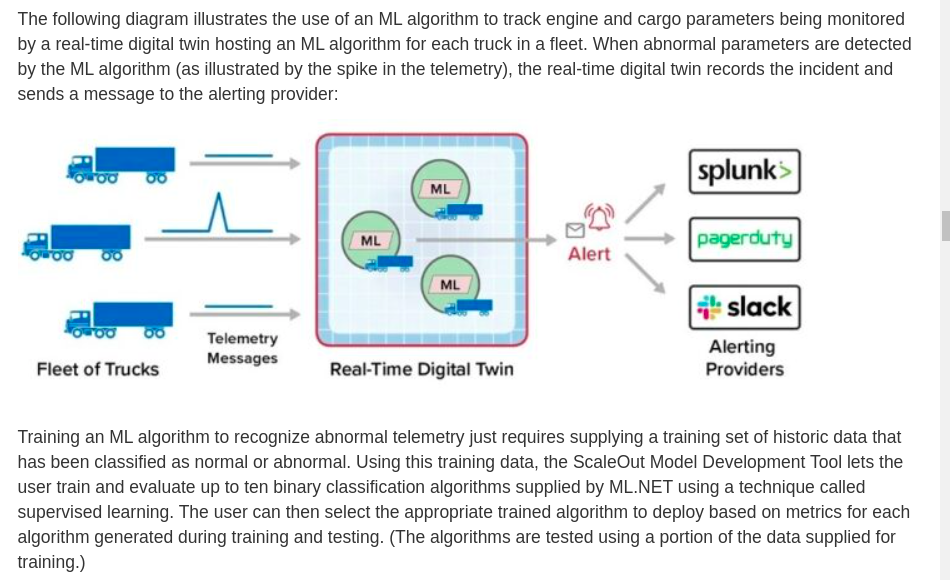 The following diagram illustrates the use of an ML algorithm to track engine and cargo parameters being monitored
by a real-time digital twin hosting an ML algorithm for each truck in a fleet. When abnormal parameters are detected
by the ML algorithm (as illustrated by the spike in the telemetry), the real-time digital twin records the incident and
sends a message to the alerting provider:
ML
ML
ML
Telemetry
Messages
Fleet of Trucks
Real-Time Digital Twin
Alert
splunk>
pagerduty
slack
Alerting
Providers
Training an ML algorithm to recognize abnormal telemetry just requires supplying a training set of historic data that
has been classified as normal or abnormal. Using this training data, the ScaleOut Model Development Tool lets the
user train and evaluate up to ten binary classification algorithms supplied by ML.NET using a technique called
supervised learning. The user can then select the appropriate trained algorithm to deploy based on metrics for each
algorithm generated during training and testing. (The algorithms are tested using a portion of the data supplied for
training.)